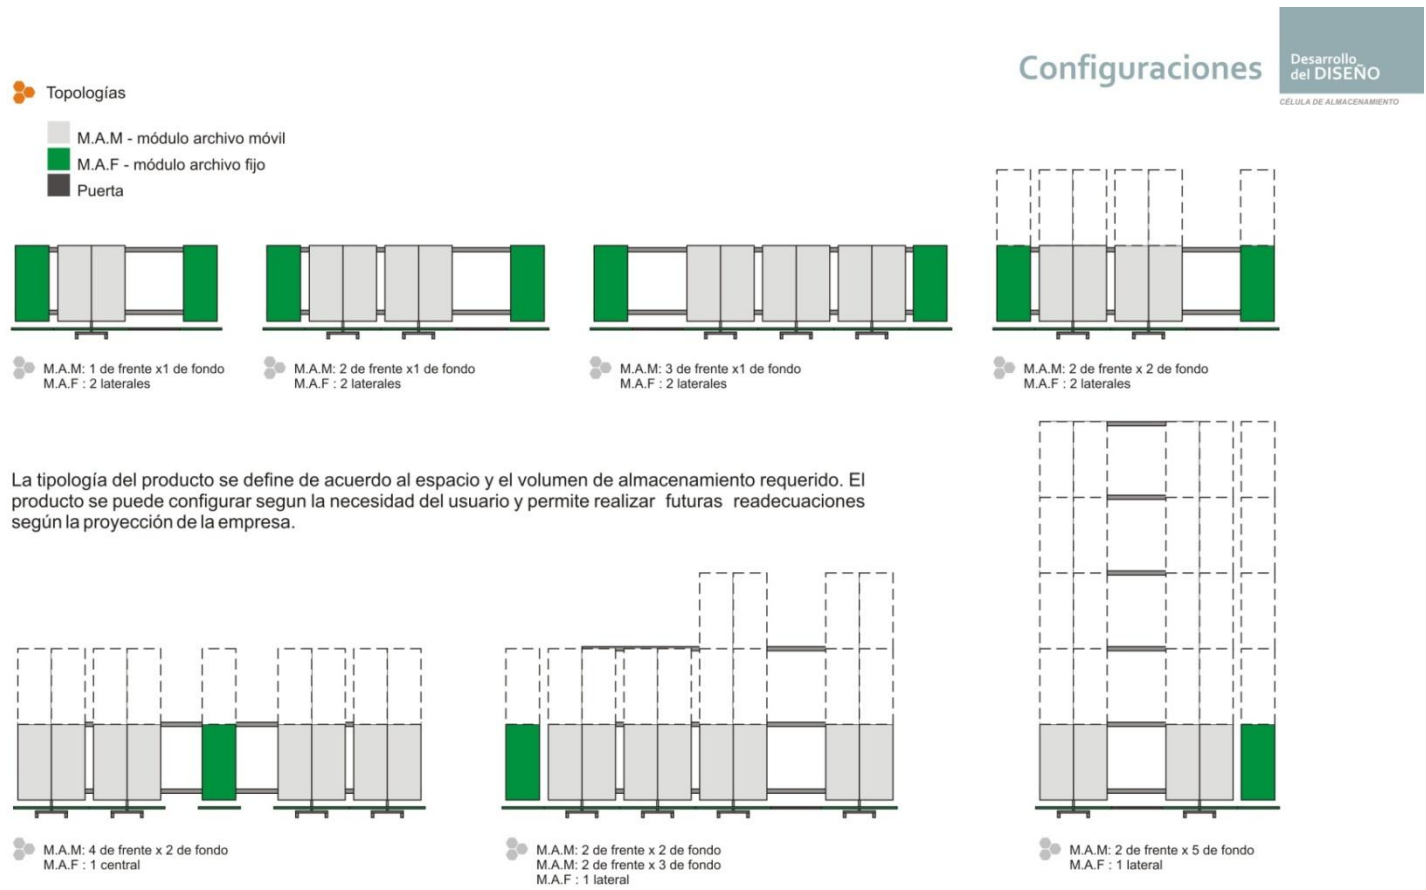 Configuraciones
Desarrollo_
del DISEÑO
CÉLULA DE ALMACENAMIENTO
Topologías
M.A.M - módulo archivo móvil
M.A.F - módulo archivo fijo
Puerta
M.A.M: 1 de frente x1 de fondo
M.A.F : 2 laterales
M.A.M: 2 de frente x1 de fondo
M.A.F : 2 laterales
M.A.M: 3 de frente x1 de fondo
M.A.F : 2 laterales
M.A.M: 2 de frente x 2 de fondo
M.A.F : 2 laterales
La tipología del producto se define de acuerdo al espacio y el volumen de almacenamiento requerido. El
producto se puede configurar segun la necesidad del usuario y permite realizar futuras readecuaciones
según la proyección de la empresa.
M.A.M: 4 de frente x 2 de fondo
M.A.F : 1 central
M.A.M: 2 de frente x 2 de fondo
M.A.M: 2 de frente x 3 de fondo
M.A.F : 1 lateral
M.A.M: 2 de frente x 5 de fondo
M.A.F : 1 lateral